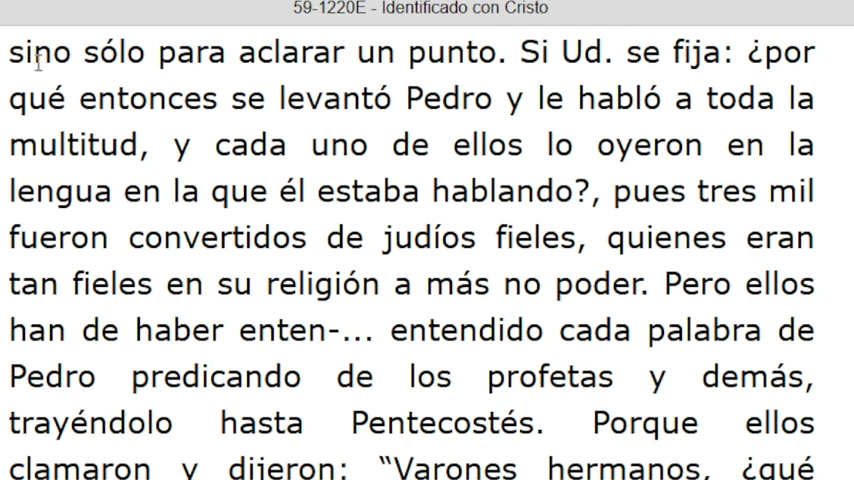 59-1220E - Identificado con Cristo
sino sólo para aclarar un punto. Si Ud. se fija: ¿por
qué entonces se levantó Pedro y le habló a toda la
multitud, y cada uno de ellos lo oyeron en la
lengua en la que él estaba hablando?, pues tres mil
fueron convertidos de judíos fieles, quienes eran
tan fieles en su religión a más no poder. Pero ellos
han de haber enten-... entendido cada palabra de
Pedro predicando de los profetas y demás,
trayéndolo hasta Pentecostés. Porque ellos
clamaron y dijeron: “Varones hermanos, ¿qué